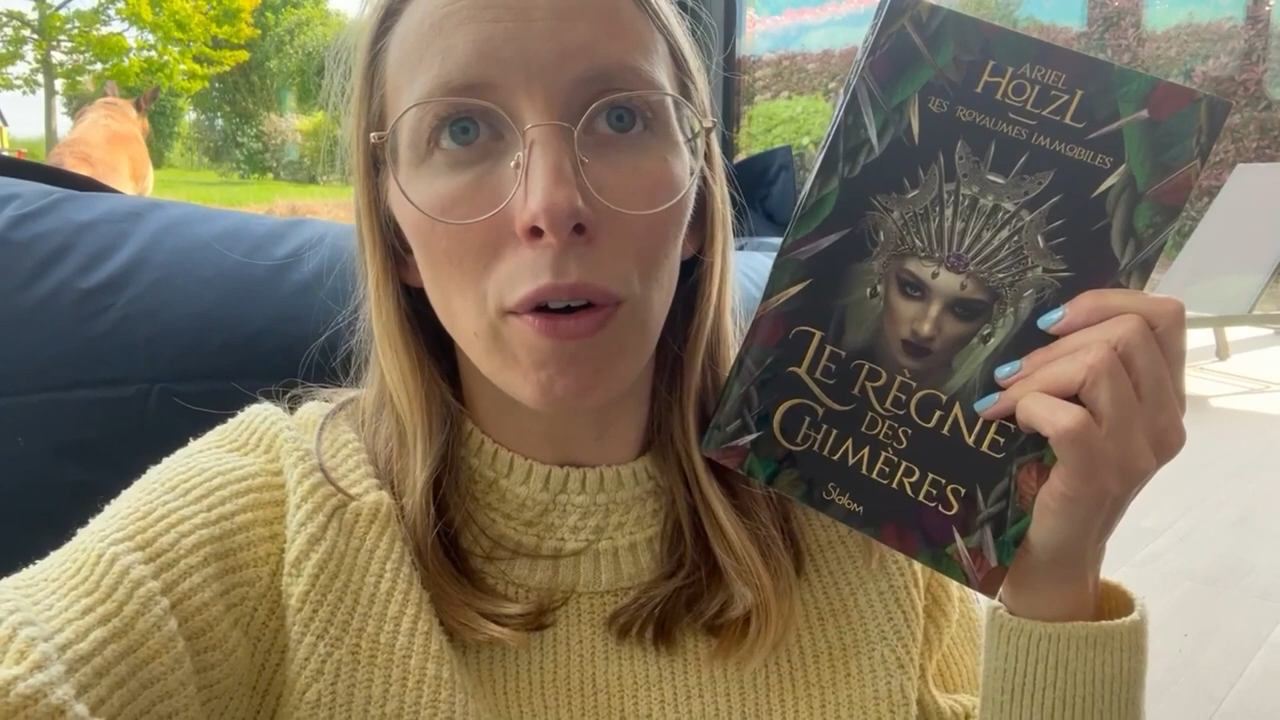 ARIEL
HOLZL
LES ROYAUMES IMMOBILES
LE RÈGNE
DES
CHIMÈRES
Slalom